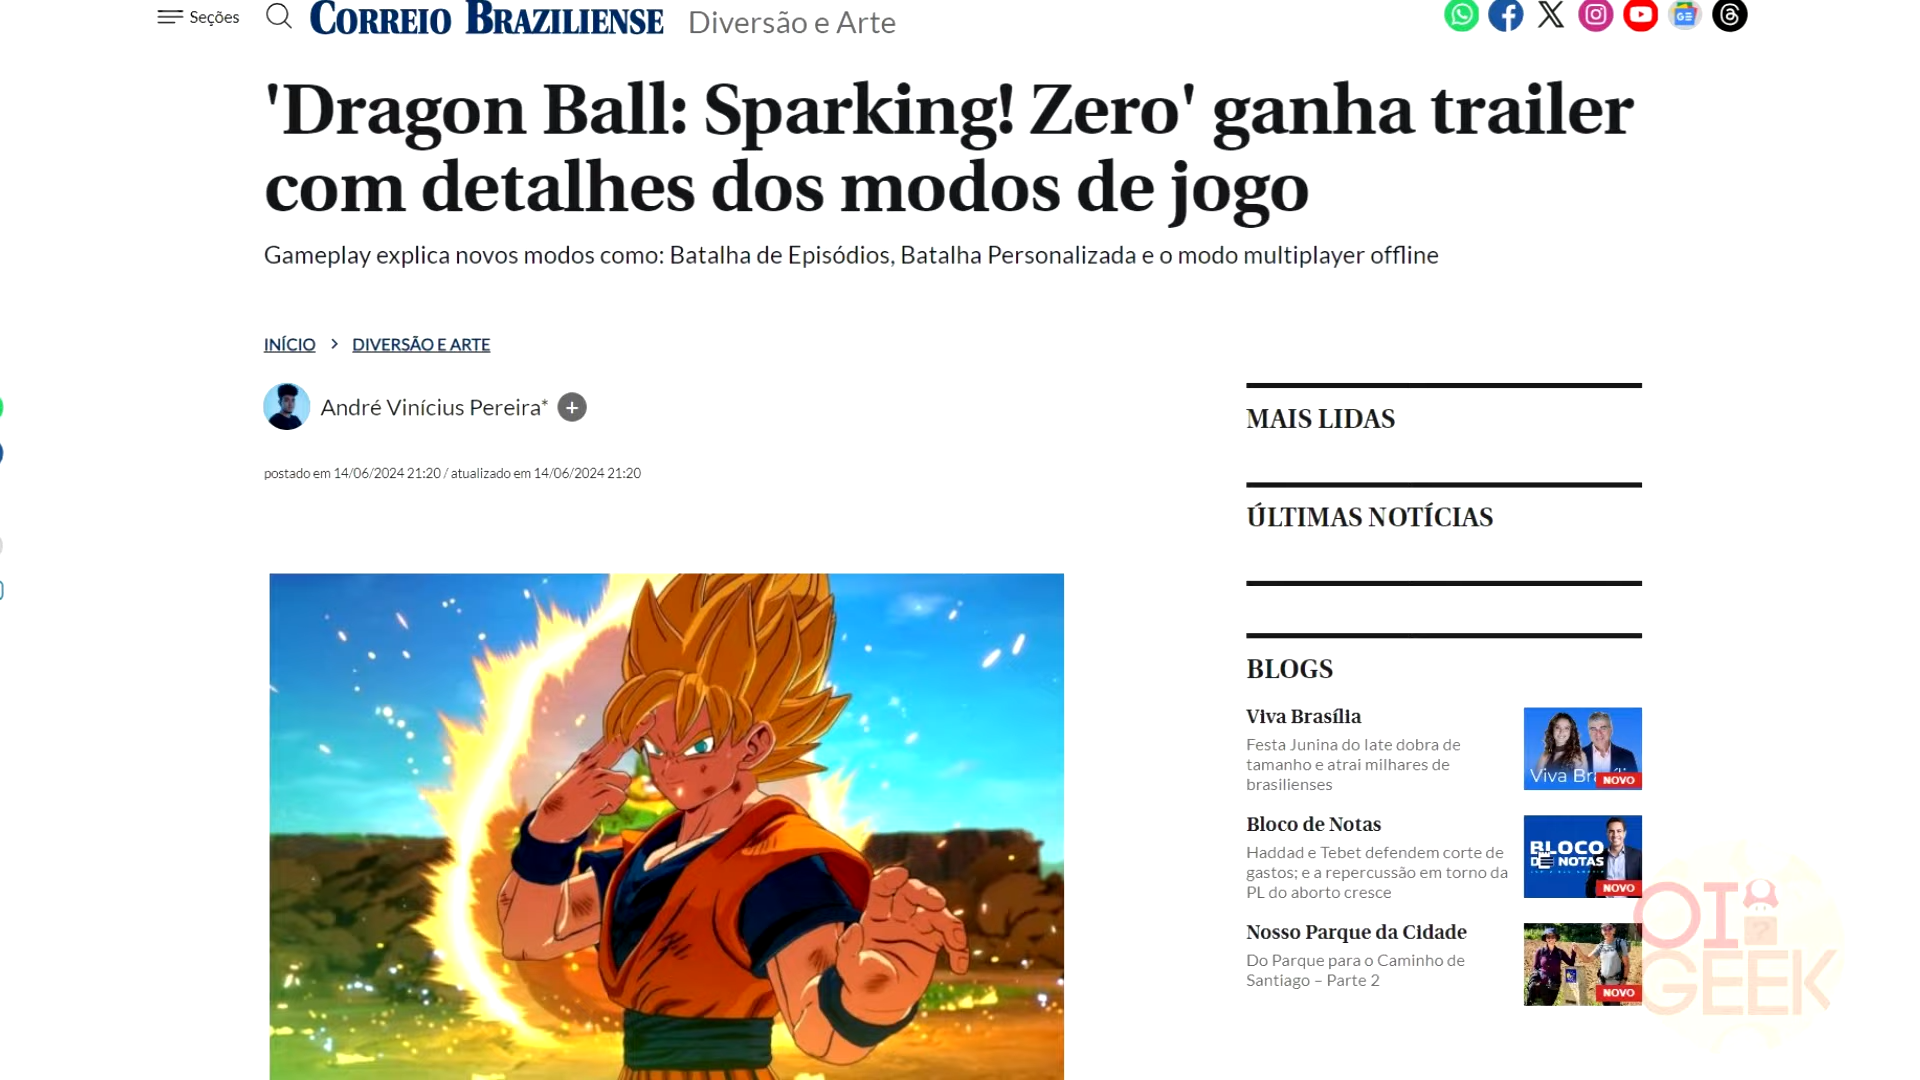 Seções
CORREIO BRAZILIENSE
Diversão e Arte
'Dragon Ball: Sparking! Zero' ganha trailer
com detalhes dos modos de jogo
Gameplay explica novos modos como: Batalha de Episódios, Batalha Personalizada e o modo multiplayer offline
INÍCIO > DIVERSÃO E ARTE
André Vinícius Pereira* +
postado em 14/06/2024 21:20 / atualizado em 14/06/2024 21:20
MAIS LIDAS
ÚLTIMAS NOTÍCIAS
BLOGS
Viva Brasília
Festa Junina do Iate dobra de
tamanho e atrai milhares de
brasilienses
NOVO
Bloco de Notas
Haddad e Tebet defendem corte de
gastos; e a repercussão em torno da
PL do aborto cresce
BLOCO
DE NOTAS
NOVO
Nosso Parque da Cidade
Do Parque para o Caminho de
Santiago – Parte 2
NOVO
OI
GEEK